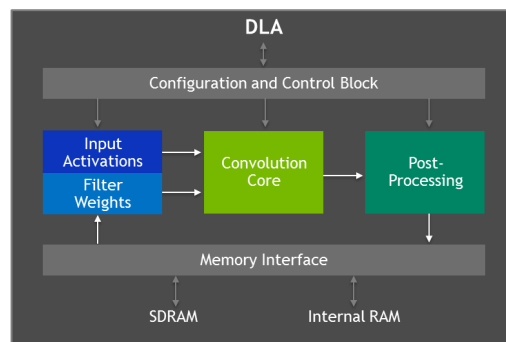 DLA
Configuration and Control Block
Input
Activations
Filter
Weights
Convolution
Core
Post-
Processing
Memory Interface
SDRAM
Internal RAM